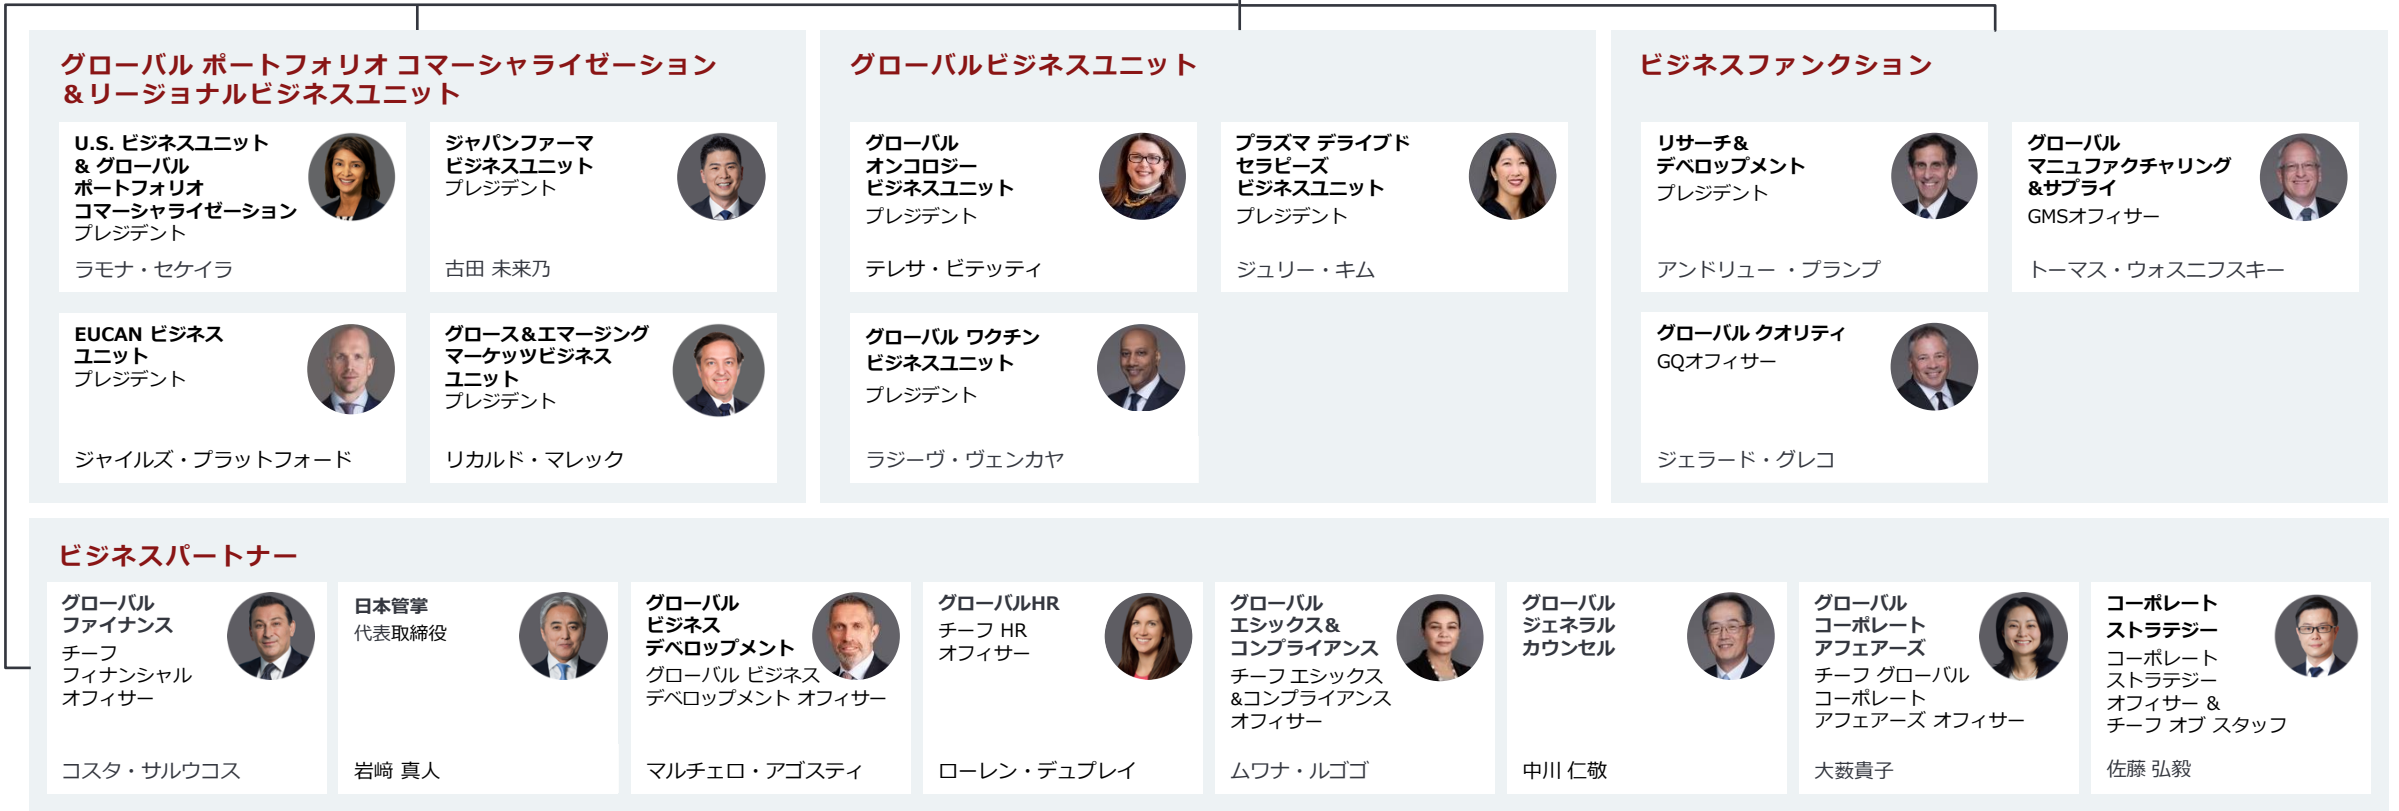 グローバル ポートフォリオ コマーシャライゼーション
&リージョナルビジネスユニット
U.S. ビジネスユニット
& グローバル
ポートフォリオ
コマーシャライゼーション
プレジデント
ラモナ・セケイラ
ジャパンファーマ
ビジネスユニット
プレジデント
古田 未来乃
EUCAN ビジネス
ユニット
プレジデント
ジャイルズ・プラットフォード
グロース&エマージング
マーケッツビジネス
ユニット
プレジデント
リカルド・マレック
グローバルビジネスユニット
グローバル
オンコロジー
ビジネスユニット
プレジデント
テレサ・ビテッティ
プラズマ デライブド
セラピーズ
ビジネスユニット
プレジデント
ジュリー・キム
グローバル ワクチン
ビジネスユニット
プレジデント
ラジーヴ・ヴェンカヤ
ビジネスファンクション
リサーチ&
デベロップメント
プレジデント
アンドリュー ・プランプ
グローバル
マニュファクチャリング
&サプライ
GMSオフィサー
トーマス・ウォスニフスキー
グローバル クオリティ
GQオフィサー
ジェラード・グレコ
ビジネスパートナー
グローバル
ファイナンス
チーフ
フィナンシャル
オフィサー
コスタ・サルウコス
日本管掌
代表取締役
岩﨑 真人
グローバル
ビジネス
デベロップメント
グローバル ビジネス
デベロップメント オフィサー
マルチェロ・アゴスティ
グローバルHR
チーフ HR
オフィサー
ローレン・デュプレイ
グローバル
エシックス&
コンプライアンス
チーフ エシックス
&コンプライアンス
オフィサー
ムワナ・ルゴゴ
グローバル
ジェネラル
カウンセル
中川 仁敬
グローバル
コーポレート
アフェアーズ
チーフ グローバル
コーポレート
アフェアーズ オフィサー
大薮貴子
コーポレート
ストラテジー
コーポレート
ストラテジー
オフィサー &
チーフ オブ スタッフ
佐藤 弘毅